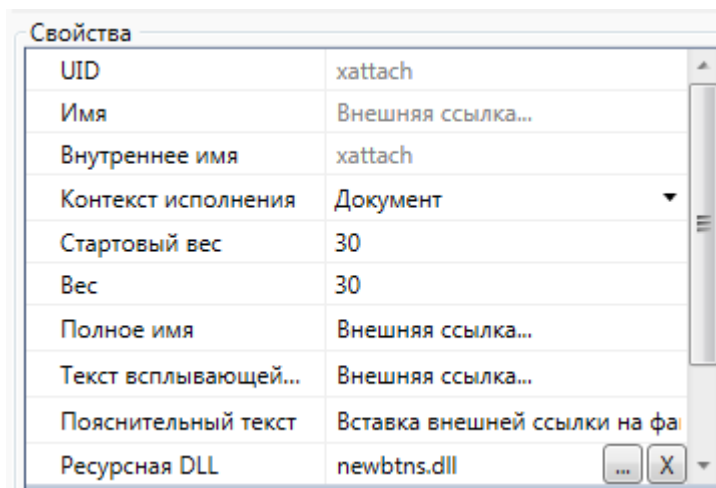 Свойства
UID xattach
Имя Внешняя ссылка...
Внутреннее имя xattach
Контекст исполнения Документ
Стартовый вес 30
Вес 30
Полное имя Внешняя ссылка...
Текст всплывающей... Внешняя ссылка...
Пояснительный текст Вставка внешней ссылки на фа
Ресурсная DLL newbtns.dll ... X